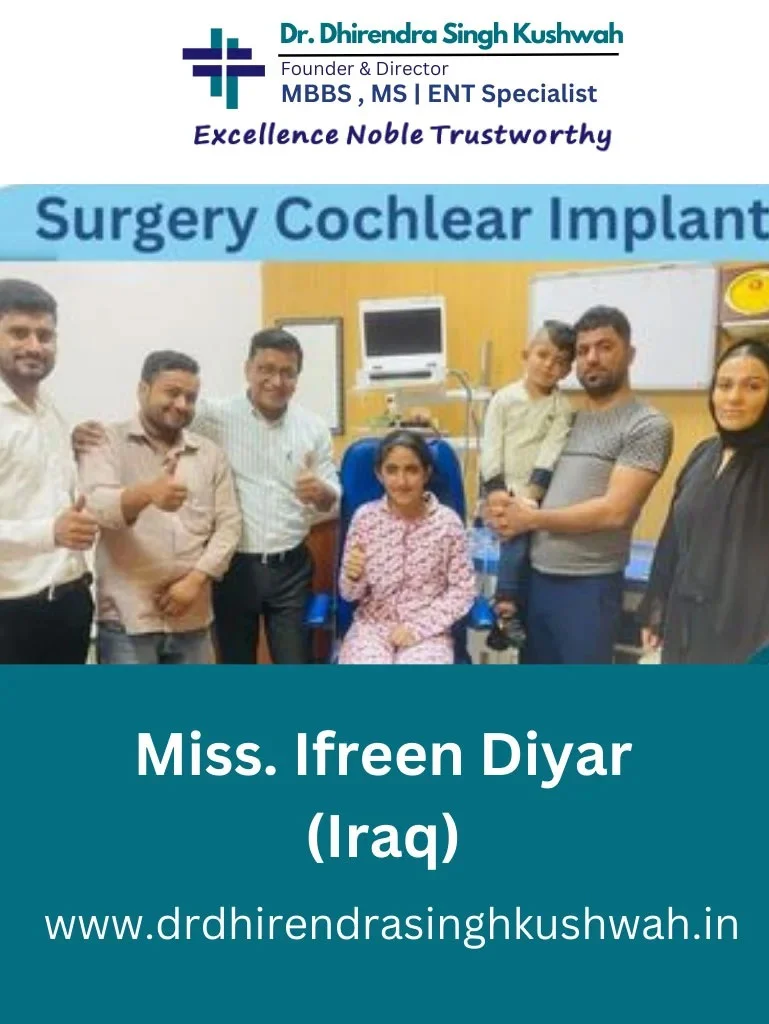 Dr. Dhirendra Singh Kushwah
Founder & Director
MBBS , MS | ENT Specialist
Excellence Noble Trustworthy
Surgery Cochlear Implant
Miss. Ifreen Diyar
(Iraq)
www.drdhirendrasinghkushwah.in